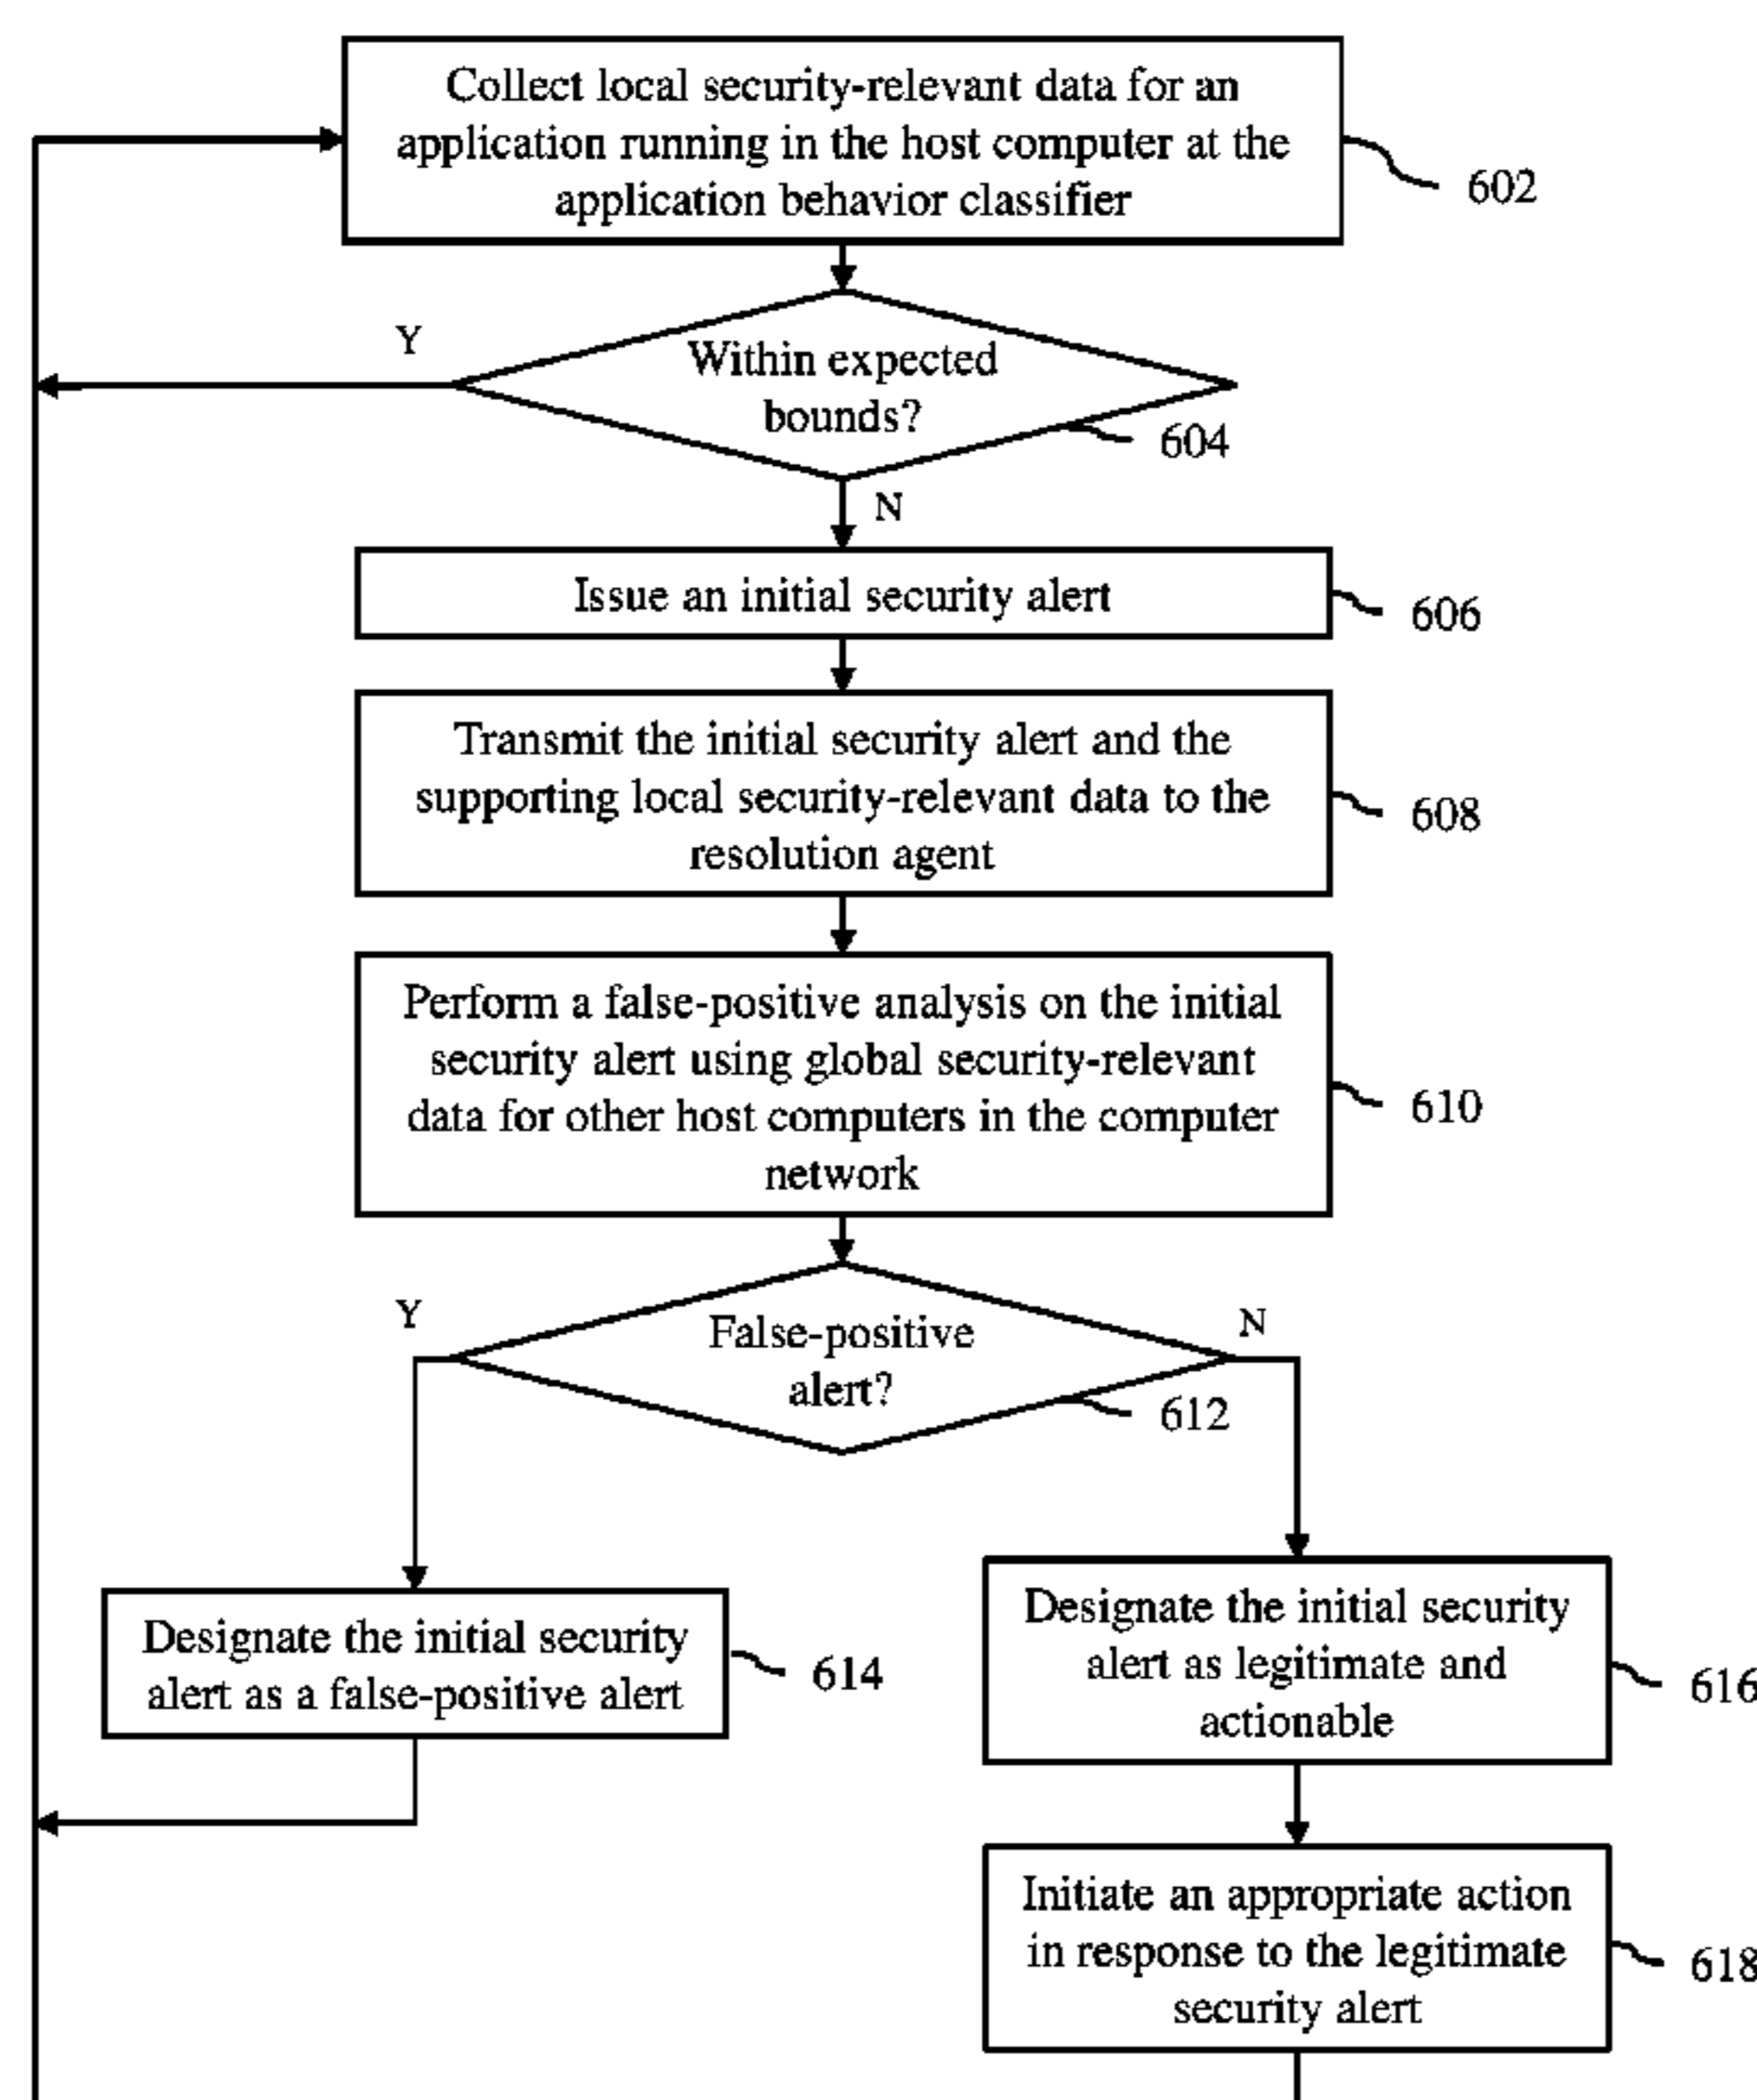 Collect local security-relevant data for an
application running in the host computer at the
application behavior classifier
602
Y
Within expected
bounds?
604
N
Issue an initial security alert
606
Transmit the initial security alert and the
supporting local security-relevant data to the
resolution agent
608
Perform a false-positive analysis on the initial
security alert using global security-relevant
data for other host computers in the computer
network
610
Y
False-positive
alert?
N
612
Designate the initial security
alert as a false-positive alert
614
Designate the initial security
alert as legitimate and
actionable
616
Initiate an appropriate action
in response to the legitimate
security alert
618